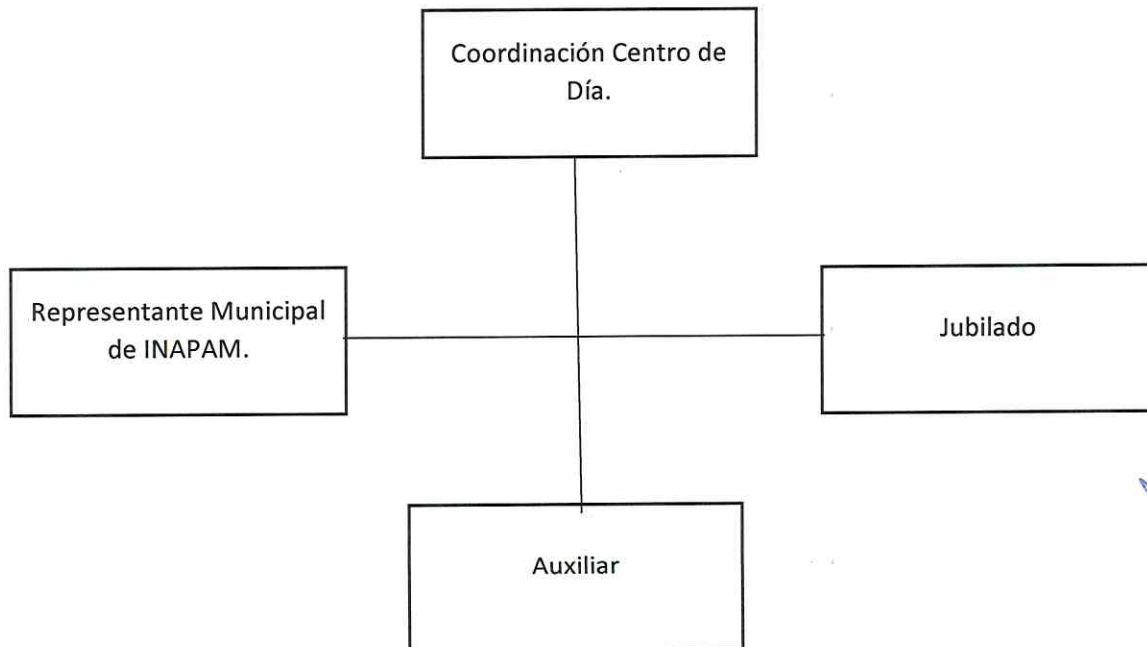 Coordinación Centro de
Día.
Representante Municipal
de INAPAM.
Jubilado
Auxiliar